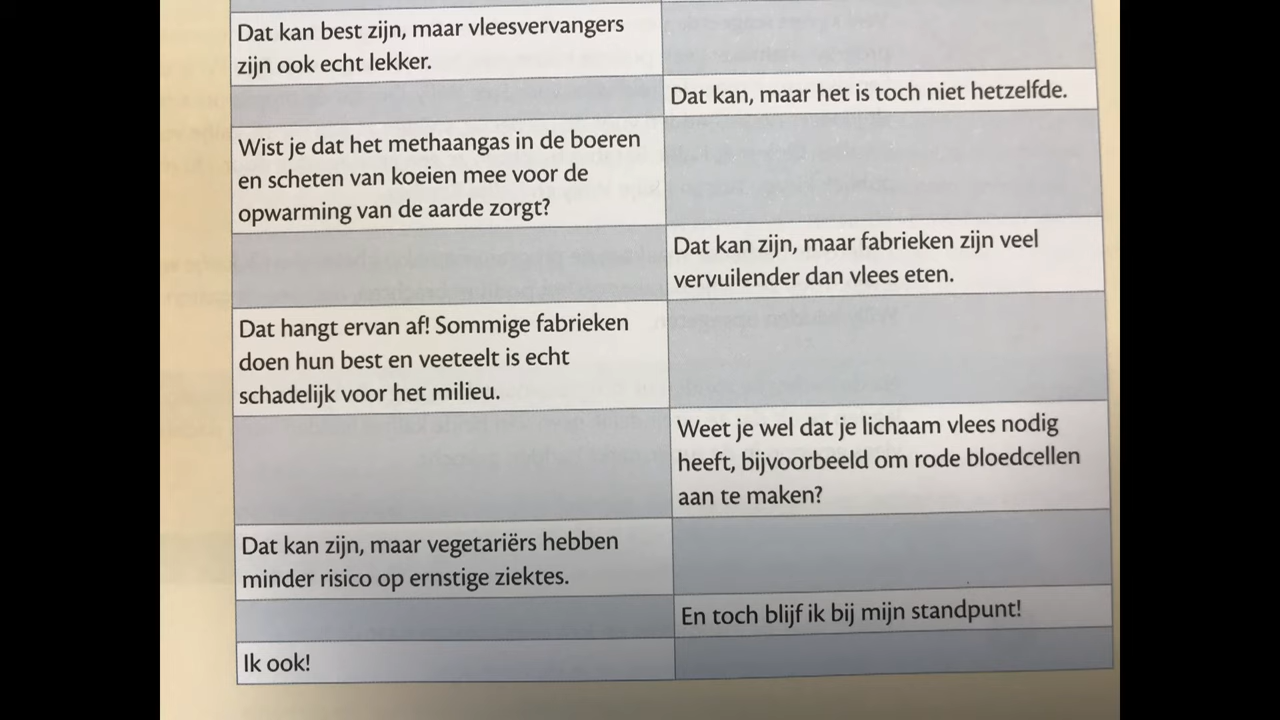 Dat kan best zijn, maar vleesvervangers
zijn ook echt lekker.
Dat kan, maar het is toch niet hetzelfde.
Wist je dat het methaangas in de boeren
en scheten van koeien mee voor de
opwarming van de aarde zorgt?
Dat kan zijn, maar fabrieken zijn veel
vervuilender dan vlees eten.
Dat hangt ervan af! Sommige fabrieken
doen hun best en veeteelt is echt
schadelijk voor het milieu.
Weet je wel dat je lichaam vlees nodig
heeft, bijvoorbeeld om rode bloedcellen
aan te maken?
Dat kan zijn, maar vegetariërs hebben
minder risico op ernstige ziektes.
En toch blijf ik bij mijn standpunt!
Ik ook!